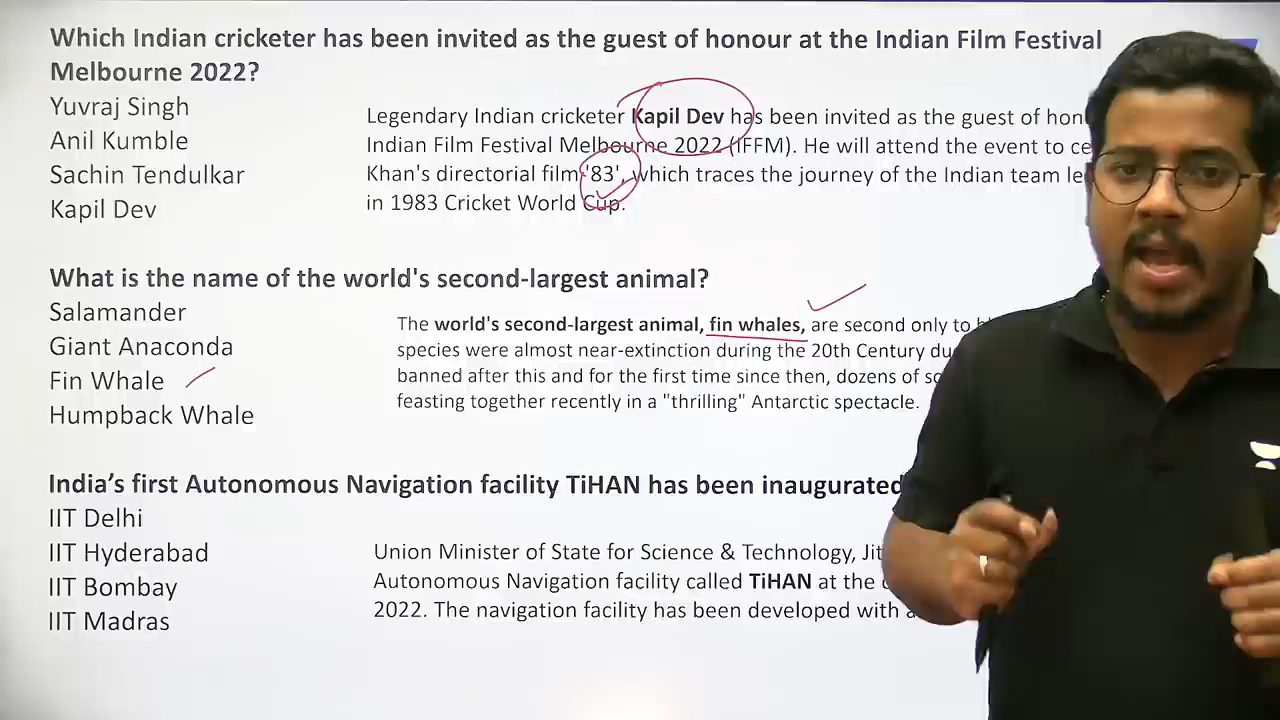 Which Indian cricketer has been invited as the guest of honour at the Indian Film Festival
Melbourne 2022?
Yuvraj Singh
Anil Kumble
Sachin Tendulkar
Kapil Dev
Legendary Indian cricketer Kapil Dev has been invited as the guest of
Indian Film Festival Melbourne 2022 (IFFM). He will attend the event to
Khan's directorial film '83', which traces the journey of the Indian team
in 1983 Cricket World Cup.
What is the name of the world's second-largest animal?
Salamander
Giant Anaconda
Fin Whale
Humpback Whale
The world's second-largest animal, fin whales, are second only to
species were almost near-extinction during the 20th Century
banned after this and for the first time since then, dozens of
feasting together recently in a "thrilling" Antarctic spectacle.
India’s first Autonomous Navigation facility TiHAN has been inaugurated
IIT Delhi
IIT Hyderabad
IIT Bombay
IIT Madras
Union Minister of State for Science & Technology,
Autonomous Navigation facility called TiHAN at the
2022. The navigation facility has been developed with